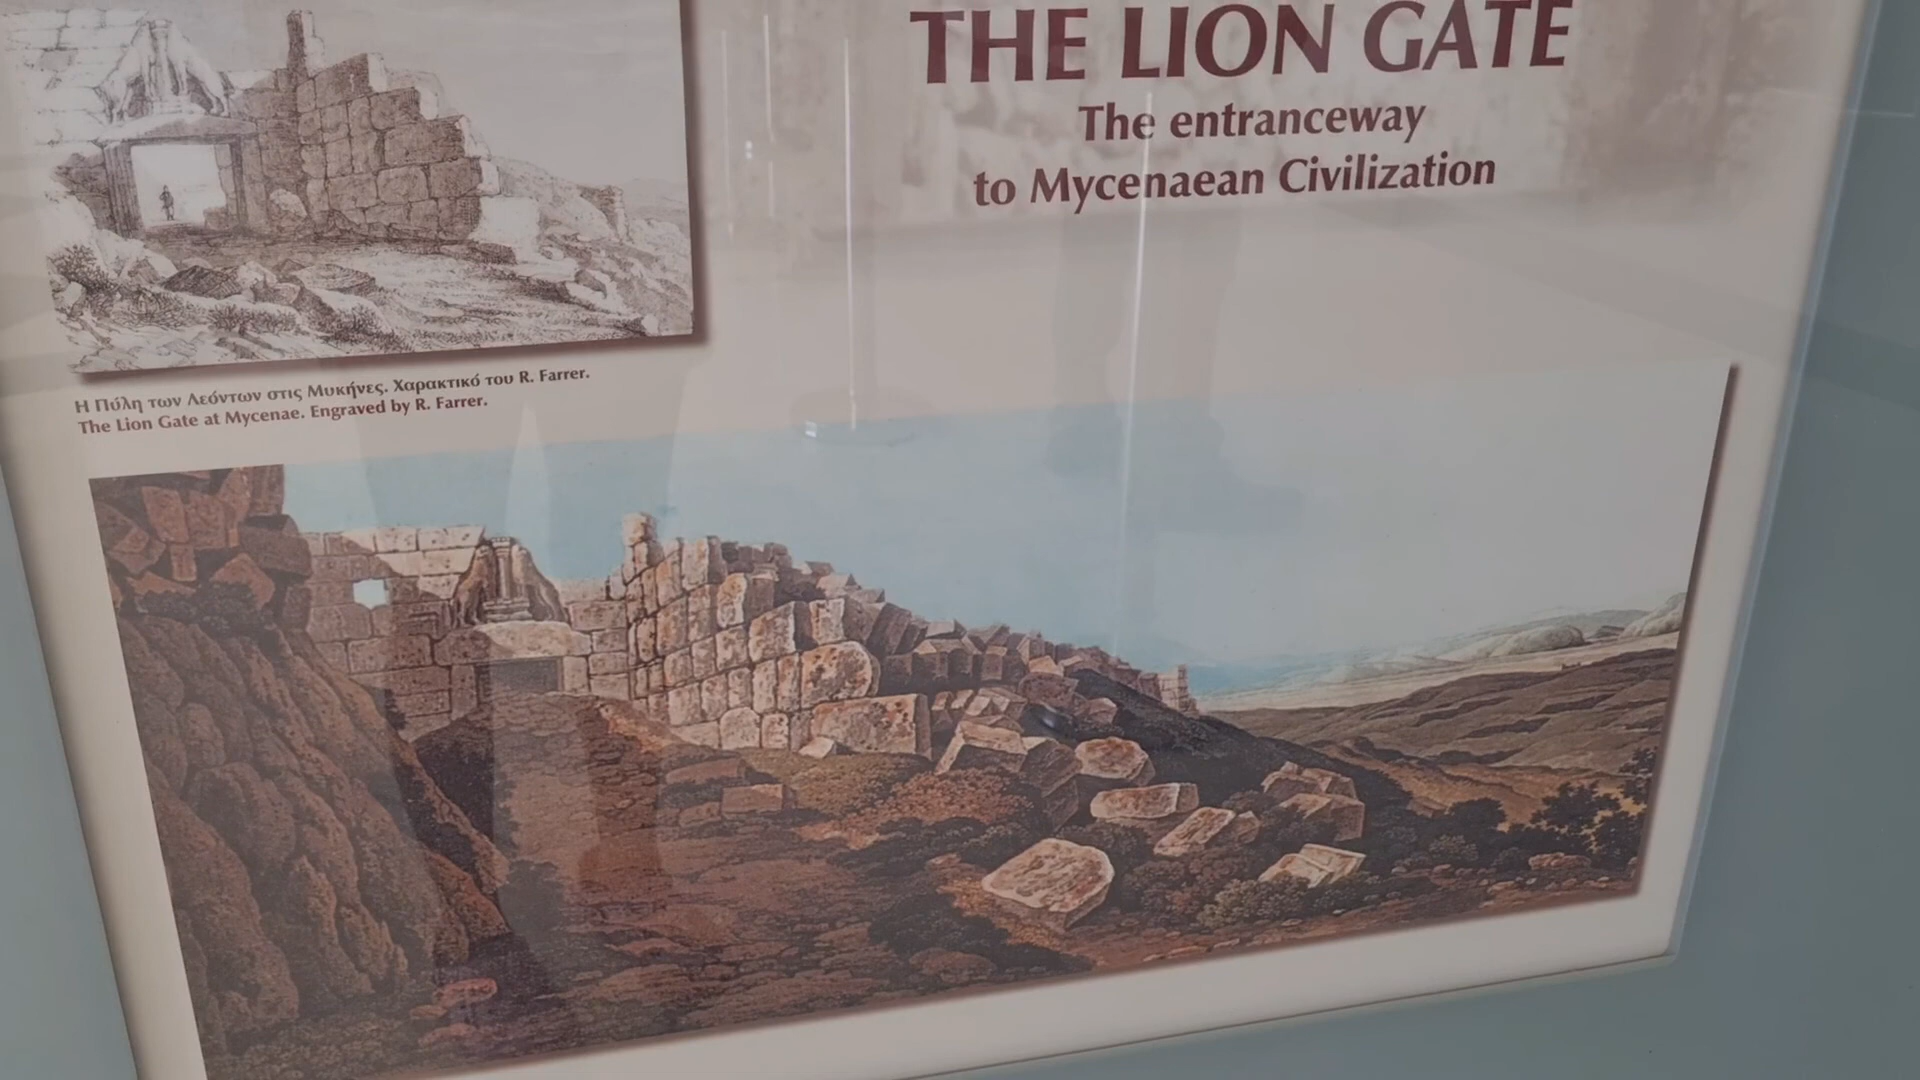 THE LION GATE
The entranceway
to Mycenaean Civilization
Η Πύλη των Λεόντων στις Μυκήνες. Χαρακτικό του R. Farrer.
The Lion Gate at Mycenae. Engraved by R. Farrer.